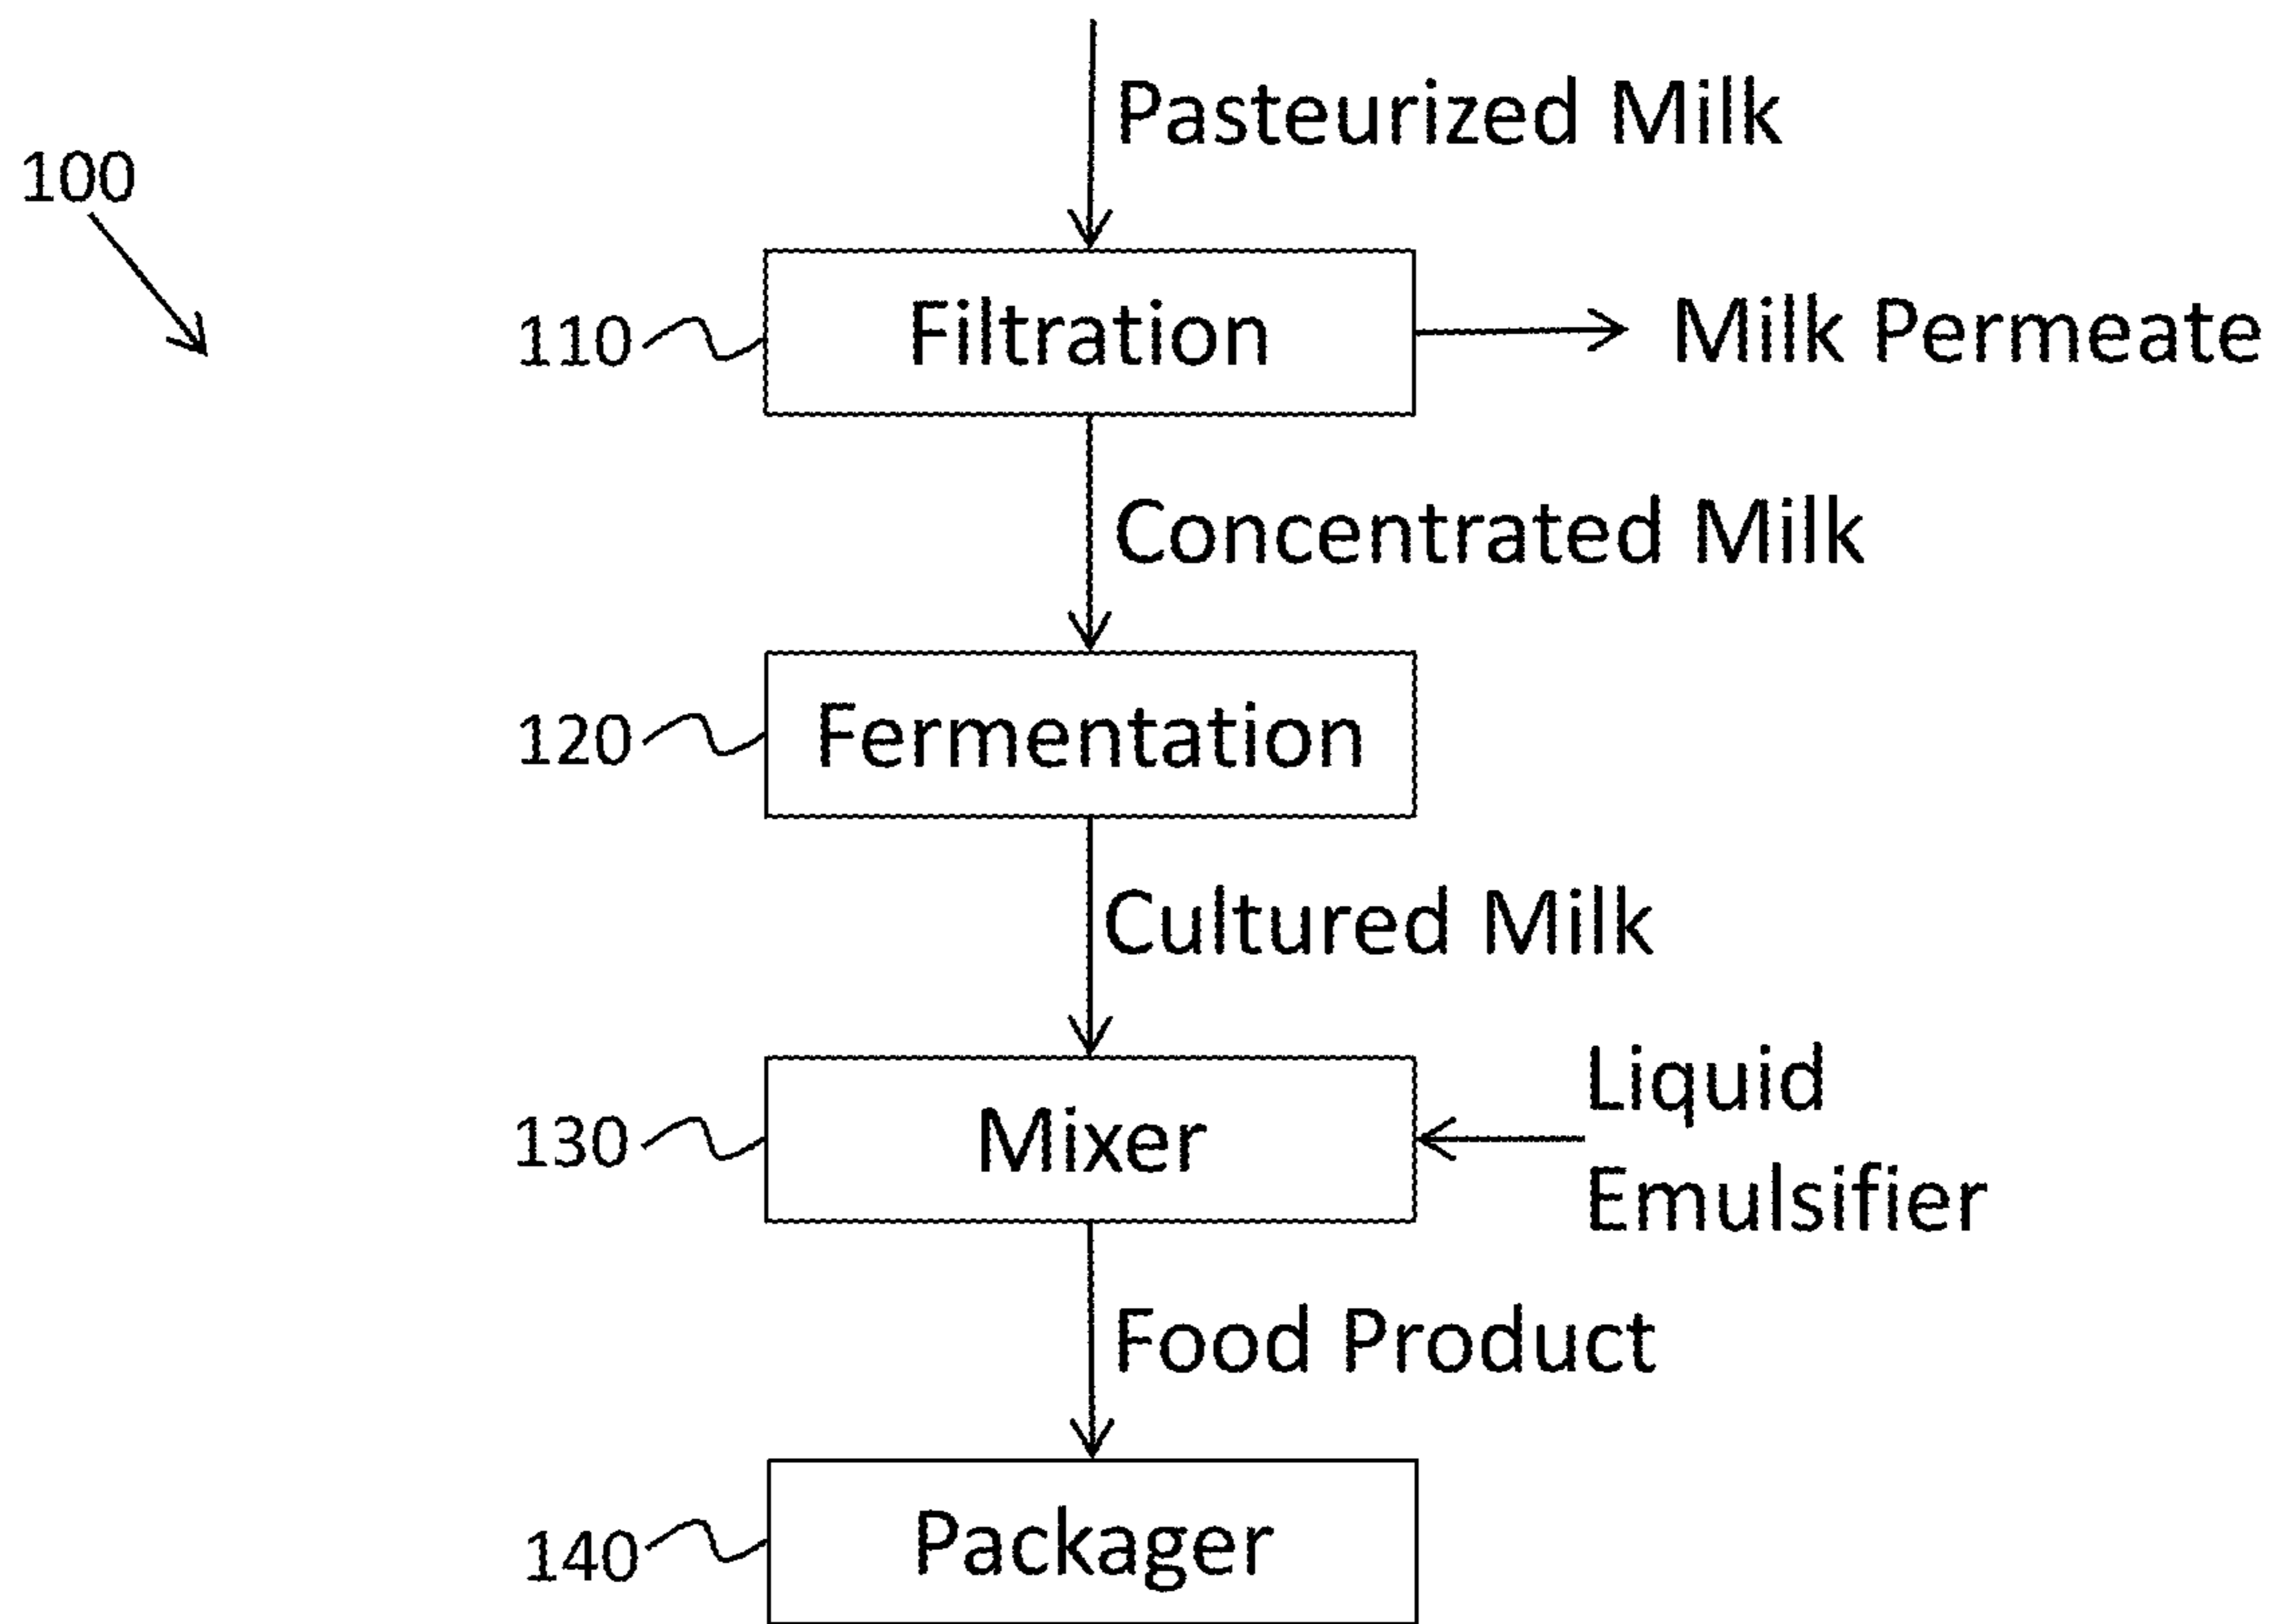 Pasteurized Milk
100
110
Filtration
Milk Permeate
Concentrated Milk
120
Fermentation
Cultured Milk
130
Mixer
Liquid
Emulsifier
Food Product
140
Packager